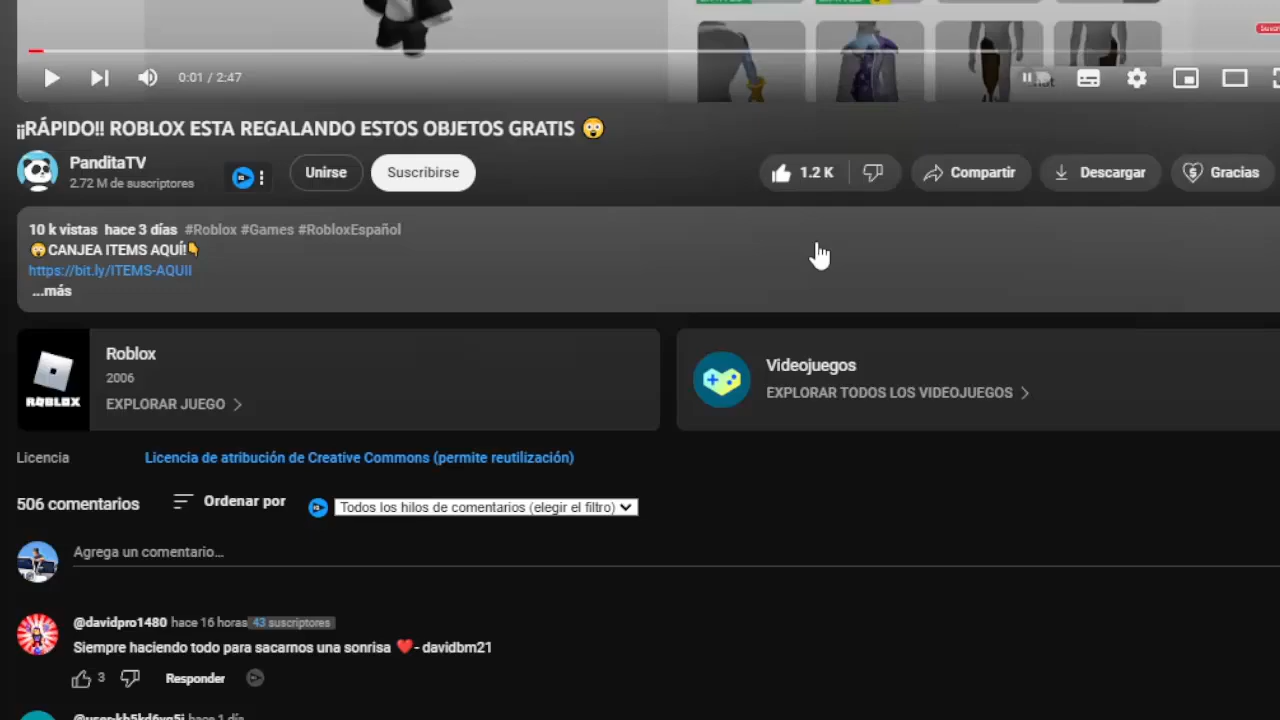 0:01 / 2:47
¡¡RÁPIDO!! ROBLOX ESTA REGALANDO ESTOS OBJETOS GRATIS 😲
PanditaTV
2.72 M de suscriptores
Unirse
Suscribirse
1.2 K
Compartir
Descargar
Gracias
10 k vistas hace 3 días #Roblox #Games #RobloxEspañol
😲CANJEA ITEMS AQUÍ!👇
https://bit.ly/ITEMS-AQUII
...más
Roblox
2006
EXPLORAR JUEGO
ROBLOX
Videojuegos
EXPLORAR TODOS LOS VIDEOJUEGOS
Licencia
Licencia de atribución de Creative Commons (permite reutilización)
506 comentarios
Ordenar por
Todos los hilos de comentarios (elegir el filtro)
Agrega un comentario...
@davidpro1480 hace 16 horas 43 suscriptores
Siempre haciendo todo para sacarnos una sonrisa ❤️- davidbm21
3
Responder
hace 1 día